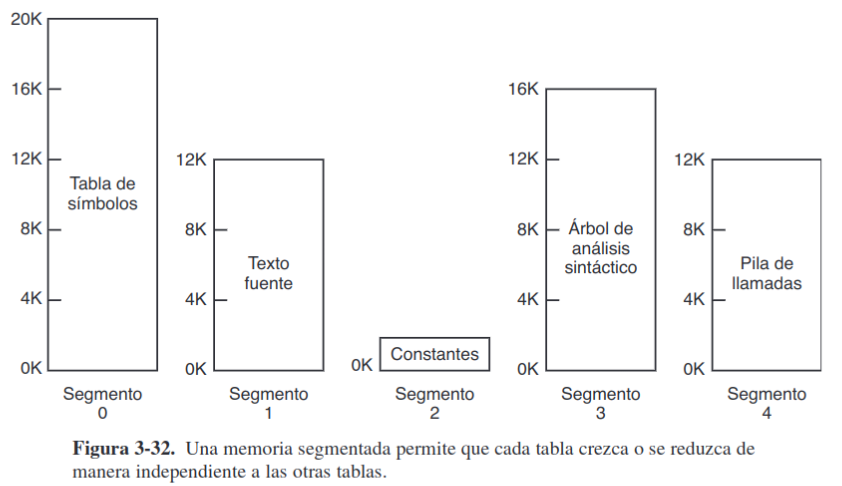 20K
16K
12K
8K
4K
0K
Tabla de
símbolos
Segmento
0
12K
8K
4K
0K
Texto
fuente
Segmento
1
0K
Constantes
Segmento
2
16K
12K
8K
4K
0K
Árbol de
análisis
sintáctico
Segmento
3
12K
8K
4K
0K
Pila de
llamadas
Segmento
4
Figura 3-32. Una memoria segmentada permite que cada tabla crezca o se reduzca de
manera independiente a las otras tablas.